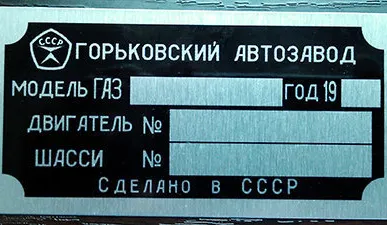 СССР
ГОРЬКОВСКИЙ АВТОЗАВОД
МОДЕЛЬ ГАЗ ГОД 19
ДВИГАТЕЛЬ №
ШАССИ №
СДЕЛАНО В СССР